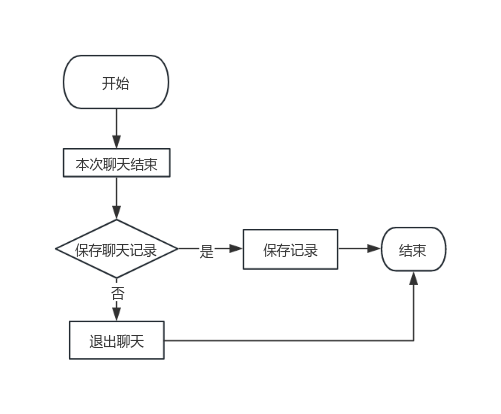 开始
本次聊天结束
保存聊天记录
是
保存记录
结束
否
退出聊天